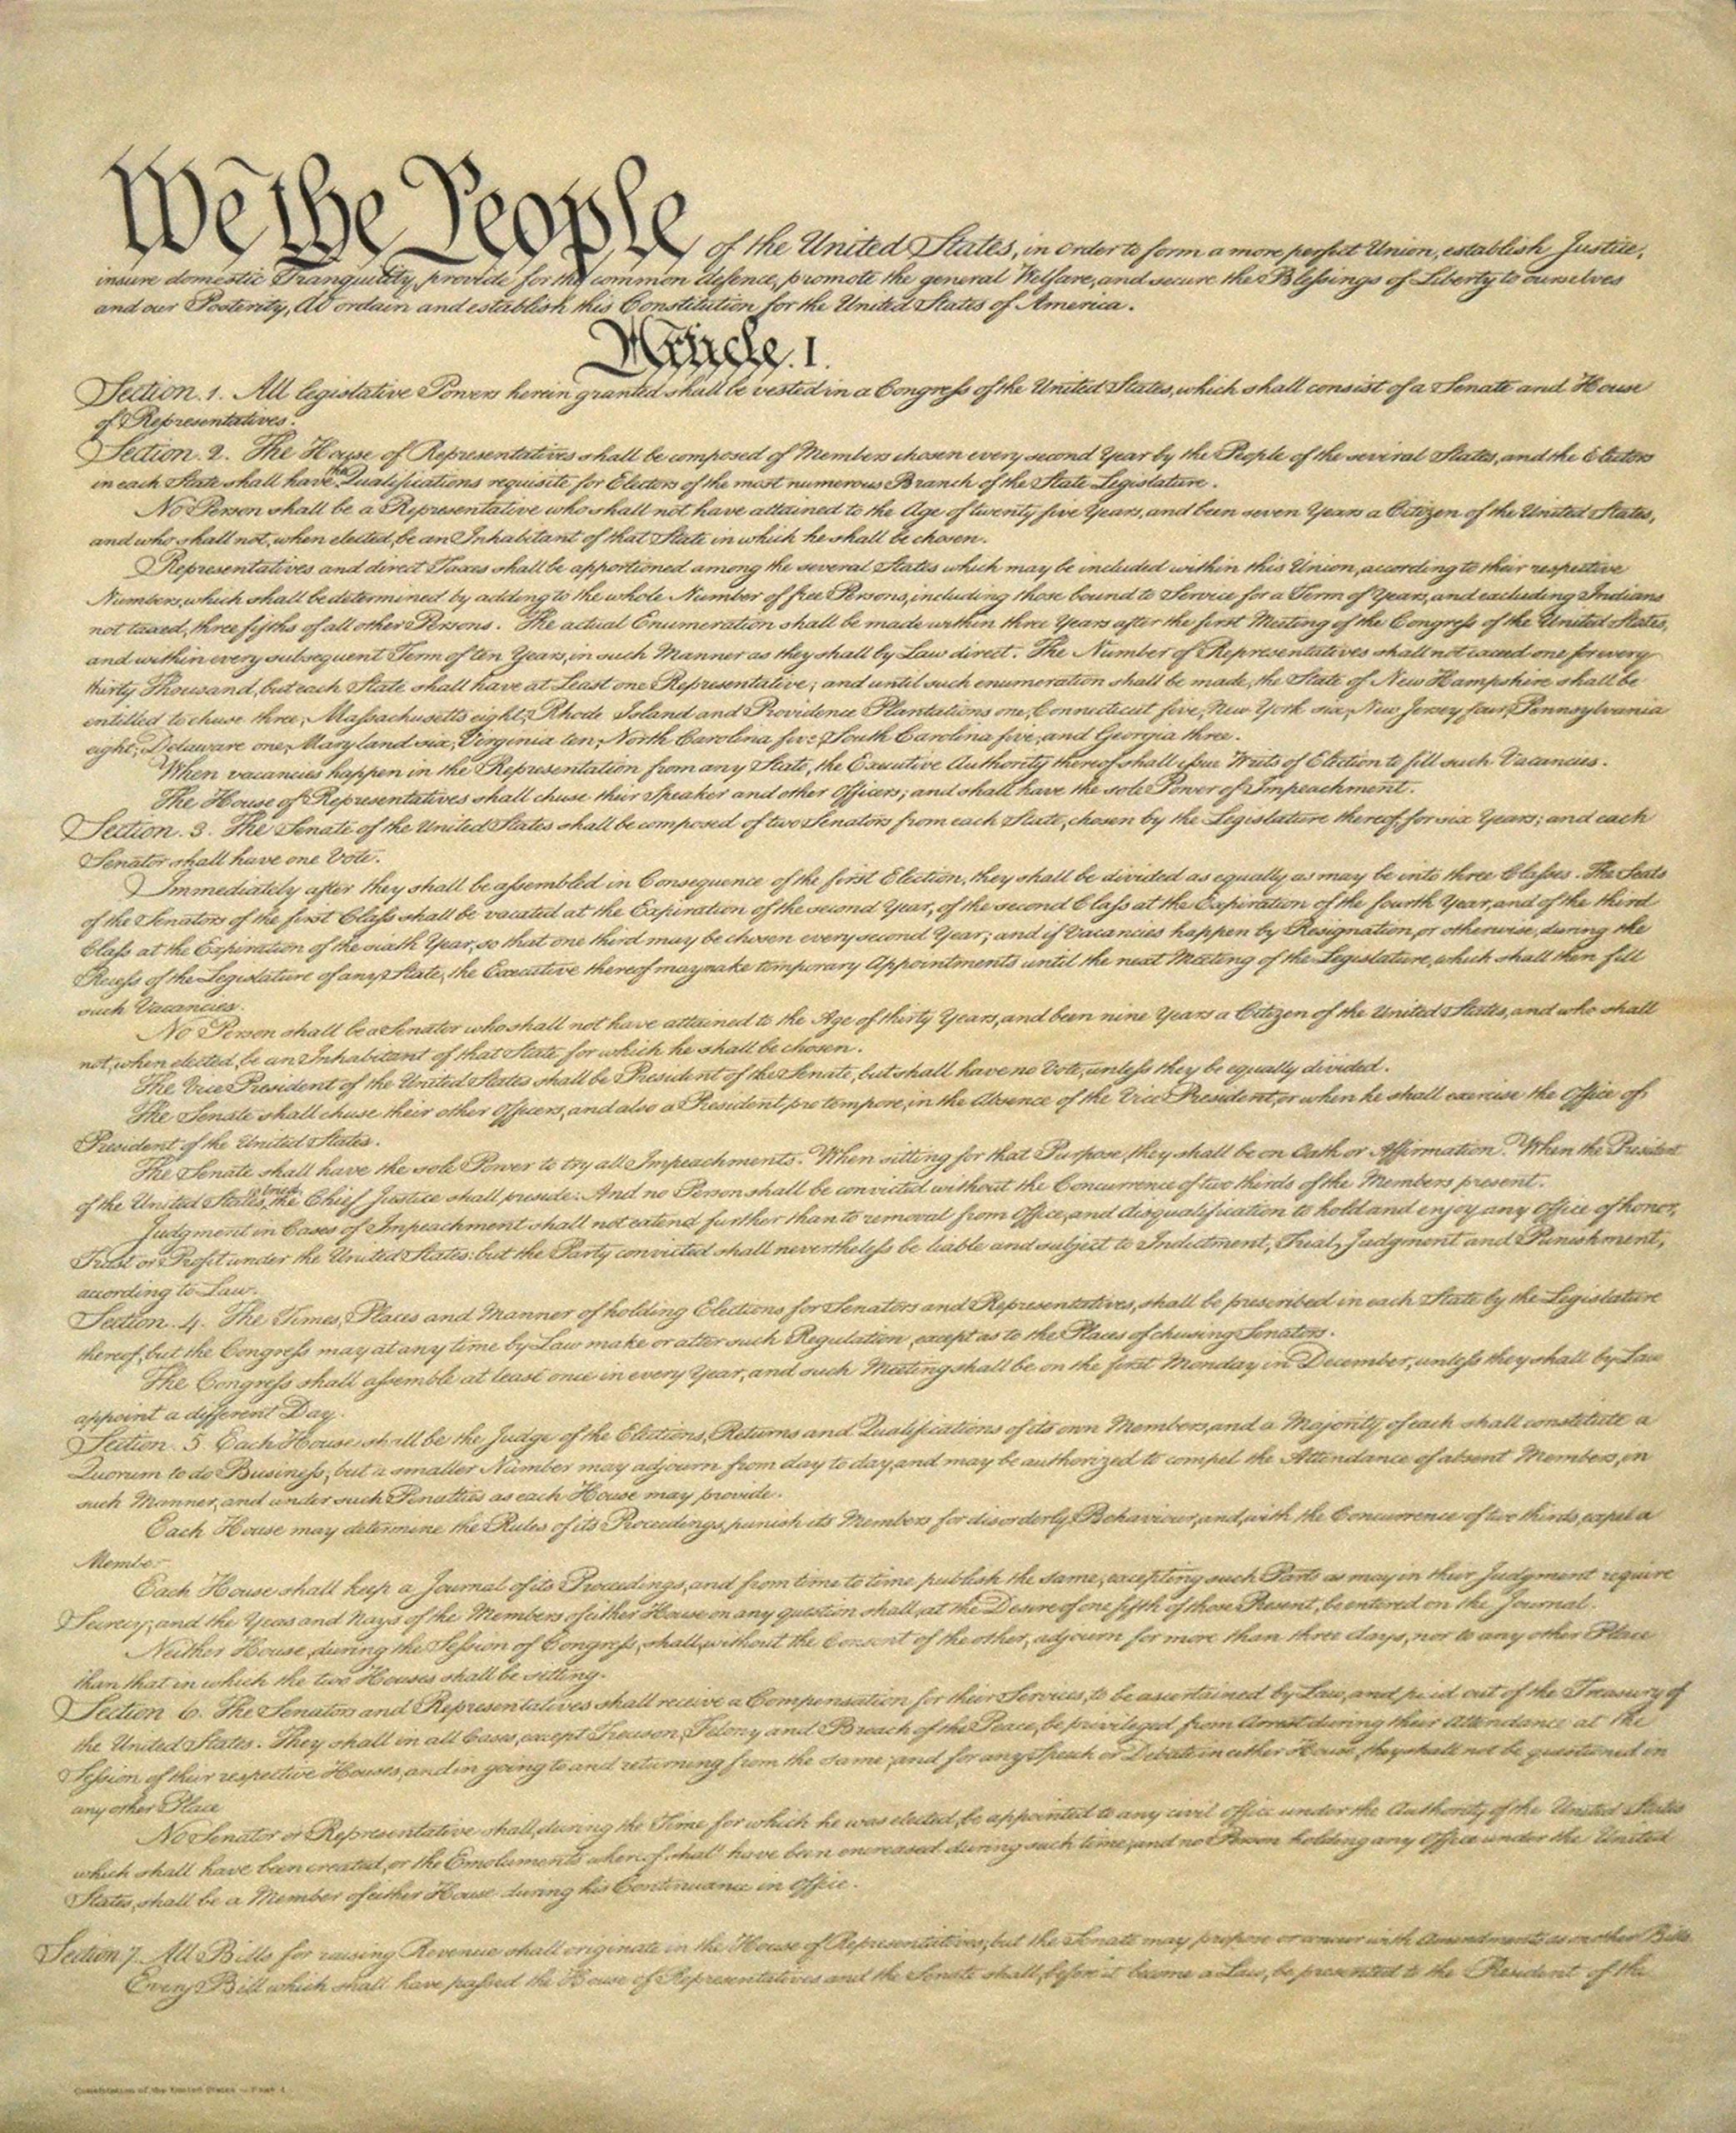 We the People of the United States, in order to form a more perfect Union, establish Justice,
insure domestic Tranquility, provide for the common defence, promote the general Welfare, and secure the Blessings of Liberty to ourselves
and our Posterity, do ordain and establish this Constitution for the United States of America.
Article. I.
Section. 1. All legislative Powers herein granted shall be vested in a Congress of the United States, which shall consist of a Senate and House
of Representatives.
Section. 2. The House of Representatives shall be composed of Members chosen every second Year by the People of the several States, and the Electors
in each State shall have the Qualifications requisite for Electors of the most numerous Branch of the State Legislature.
No Person shall be a Representative who shall not have attained to the Age of twenty five Years, and been seven Years a Citizen of the United States,
and who shall not, when elected, be an Inhabitant of that State in which he shall be chosen.
Representatives and direct Taxes shall be apportioned among the several States which may be included within this Union, according to their respective
Numbers, which shall be determined by adding to the whole Number of free Persons, including those bound to Service for a Term of Years, and excluding Indians
not taxed, three fifths of all other Persons. The actual Enumeration shall be made within three Years after the first Meeting of the Congress of the United States,
and within every subsequent Term of ten Years, in such Manner as they shall by Law direct. The Number of Representatives shall not exceed one for every
thirty Thousand, but each State shall have at Least one Representative; and until such enumeration shall be made, the State of New Hampshire shall be
entitled to chuse three, Massachusetts eight, Rhode Island and Providence Plantations one, Connecticut five, New York six, New Jersey four, Pennsylvania
eight, Delaware one, Maryland six, Virginia ten, North Carolina five, South Carolina five, and Georgia three.
When vacancies happen in the Representation from any State, the Executive Authority thereof shall issue Writs of Election to fill such Vacancies.
The House of Representatives shall chuse their Speaker and other Officers; and shall have the sole Power of Impeachment.
Section. 3. The Senate of the United States shall be composed of two Senators from each State, chosen by the Legislature thereof, for six Years; and each
Senator shall have one Vote.
Immediately after they shall be assembled in Consequence of the first Election, they shall be divided as equally as may be into three Classes. The Seats
of the Senators of the first Class shall be vacated at the Expiration of the second Year, of the second Class at the Expiration of the fourth Year, and of the third
Class at the Expiration of the sixth Year, so that one third may be chosen every second Year; and if Vacancies happen by Resignation, or otherwise, during the
Recess of the Legislature of any State, the Executive thereof may make temporary Appointments until the next Meeting of the Legislature, which shall then fill
such Vacancies.
No Person shall be a Senator who shall not have attained to the Age of thirty Years, and been nine Years a Citizen of the United States, and who shall
not, when elected, be an Inhabitant of that State for which he shall be chosen.
The Vice President of the United States shall be President of the Senate, but shall have no Vote, unless they be equally divided.
The Senate shall chuse their other Officers, and also a President pro tempore, in the Absence of the Vice President, or when he shall exercise the Office of
President of the United States.
The Senate shall have the sole Power to try all Impeachments. When sitting for that Purpose, they shall be on Oath or Affirmation. When the President
of the United States is tried, the Chief Justice shall preside: And no Person shall be convicted without the Concurrence of two thirds of the Members present.
Judgment in Cases of Impeachment shall not extend further than to removal from Office, and disqualification to hold and enjoy any Office of honor,
Trust or Profit under the United States: but the Party convicted shall nevertheless be liable and subject to Indictment, Trial, Judgment and Punishment,
according to Law.
Section. 4. The Times, Places and Manner of holding Elections for Senators and Representatives, shall be prescribed in each State by the Legislature
thereof, but the Congress may at any time by Law make or alter such Regulation, except as to the Places of chusing Senators.
The Congress shall assemble at least once in every Year, and such Meeting shall be on the first Monday in December, unless they shall by Law
appoint a different Day.
Section. 5. Each House shall be the Judge of the Elections, Returns and Qualifications of its own Members, and a Majority of each shall constitute a
Quorum to do Business, but a smaller Number may adjourn from day to day, and may be authorized to compel the Attendance of absent Members, in
such Manner, and under such Penalties as each House may provide.
Each House may determine the Rules of its Proceedings, punish its Members for disorderly Behaviour, and, with the Concurrence of two thirds, expel a
Member.
Each House shall keep a Journal of its Proceedings, and from time to time publish the same, excepting such Parts as may in their Judgment require
Secrecy; and the Yeas and Nays of the Members of either House on any question shall, at the Desire of one fifth of those Present, be entered on the Journal.
Neither House, during the Session of Congress, shall, without the Consent of the other, adjourn for more than three days, nor to any other Place
than that in which the two Houses shall be sitting.
Section 6. The Senators and Representatives shall receive a Compensation for their Services, to be ascertained by Law, and paid out of the Treasury of
the United States. They shall in all Cases, except Treason, Felony and Breach of the Peace, be privileged from Arrest during their Attendance at the
Session of their respective Houses, and in going to and returning from the same; and for any Speech or Debate in either House, they shall not be questioned in
any other Place
No Senator or Representative shall, during the Time for which he was elected, be appointed to any civil Office under the Authority of the United States
which shall have been created, or the Emoluments whereof shall have been encreased during such time; and no Person holding any Office under the United
States, shall be a Member of either House during his Continuance in Office.
Section 7. All Bills for raising Revenue shall originate in the House of Representatives; but the Senate may propose or concur with Amendments as on other Bills.
Every Bill which shall have passed the House of Representatives and the Senate shall, before it become a Law, be presented to the President of the
Constitution of the United States — Page 1